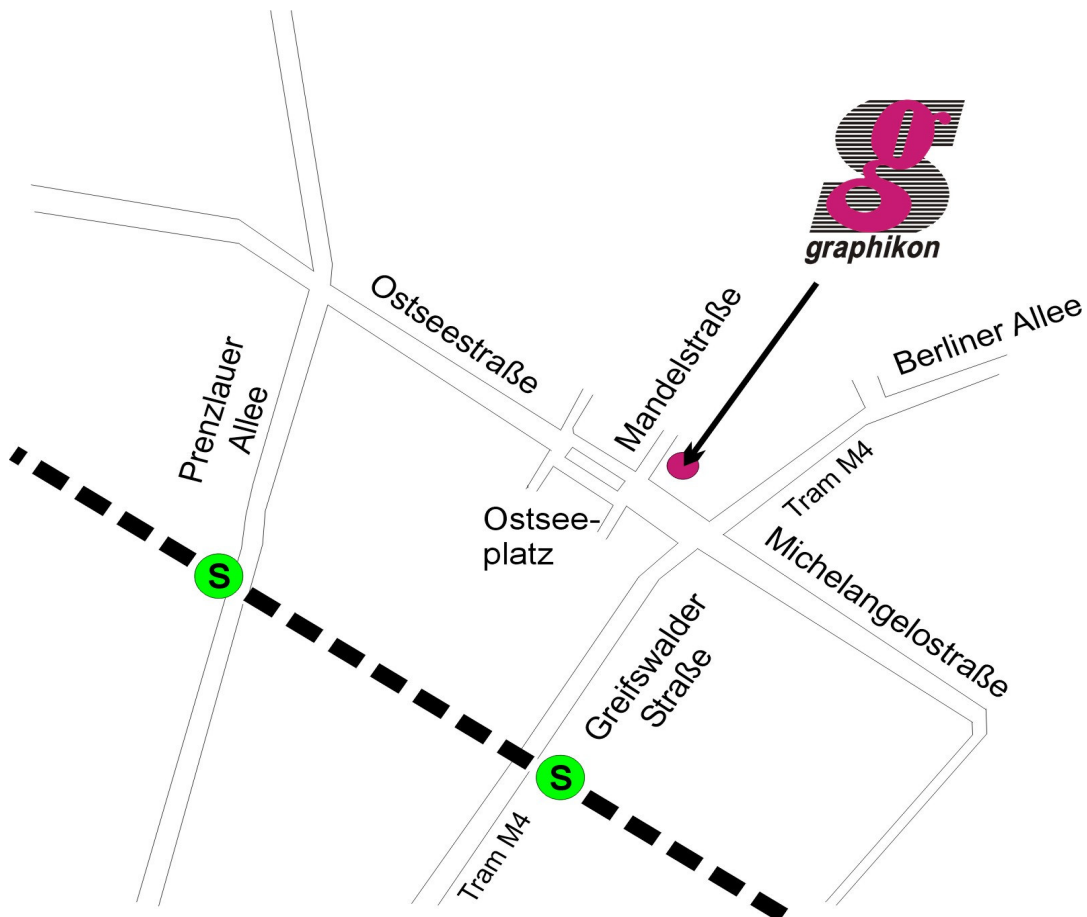 g
graphikon
Ostseestraße
Mandelstraße
Berliner Allee
Prenzlauer
Allee
Tram M4
Ostsee-
platz
Michelangelostraße
S
Greifswalder
Straße
S
Tram M4